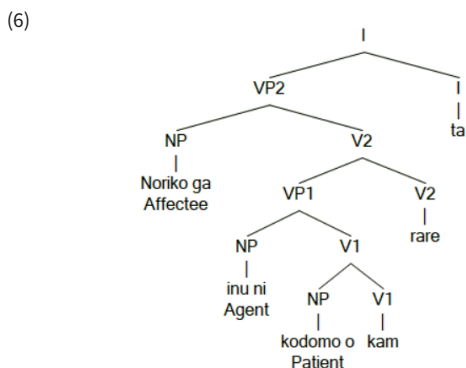 (6)
I
VP2 I
ta
NP V2
Noriko ga
Affectee
VP1 V2
rare
NP V1
inu ni
Agent
NP V1
kodomo o kam
Patient